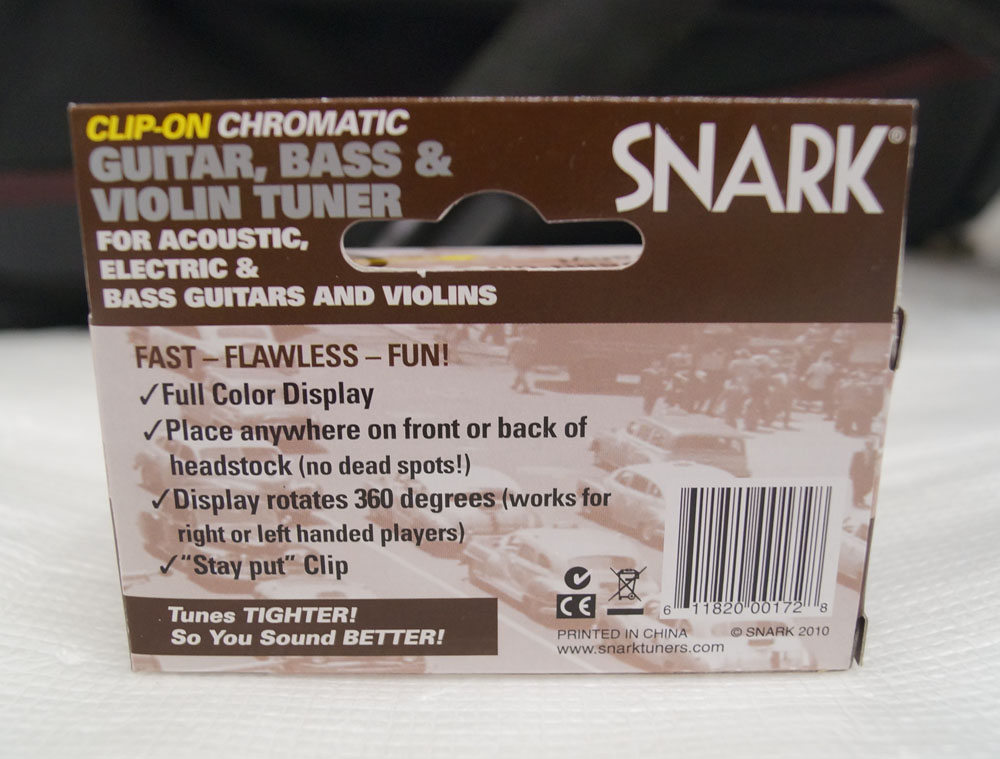 CLIP-ON CHROMATIC
GUITAR, BASS &
VIOLIN TUNER
FOR ACOUSTIC,
ELECTRIC &
BASS GUITARS AND VIOLINS
SNARK®
FAST – FLAWLESS – FUN!
✓Full Color Display
✓Place anywhere on front or back of
headstock (no dead spots!)
✓Display rotates 360 degrees (works for
right or left handed players)
✓"Stay put" Clip
Tunes TIGHTER!
So You Sound BETTER!
CE
6 11820 00172 8
PRINTED IN CHINA © SNARK 2010
www.snarktuners.com